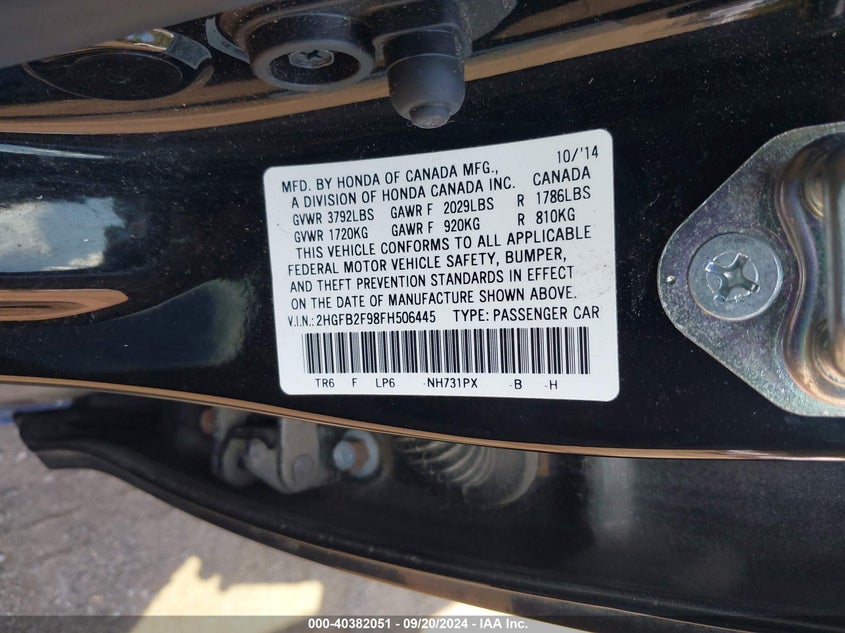 10/'14
MFD. BY HONDA OF CANADA MFG.,
A DIVISION OF HONDA CANADA INC. CANADA
GVWR 3792LBS GAWR F 2029LBS R 1786LBS
GVWR 1720KG GAWR F 920KG R 810KG
THIS VEHICLE CONFORMS TO ALL APPLICABLE
FEDERAL MOTOR VEHICLE SAFETY, BUMPER,
AND THEFT PREVENTION STANDARDS IN EFFECT
ON THE DATE OF MANUFACTURE SHOWN ABOVE.
V.I.N.: 2HGFB2F98FH506445 TYPE: PASSENGER CAR
TR6 F LP6 -NH731PX -B -H
000-40382051 - 09/20/2024 - IAA Inc.